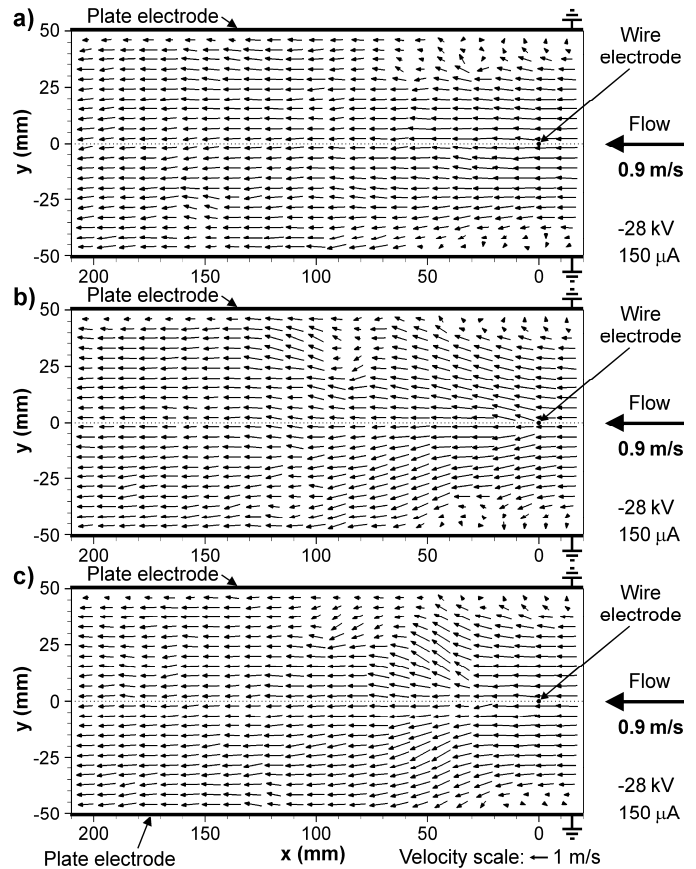 a)
Plate electrode
50
25
0
-25
-50
y (mm)
200
150
100
50
0
Wire
electrode
Flow
0.9 m/s
-28 kV
150 μA
b)
Plate electrode
50
25
0
-25
-50
y (mm)
200
150
100
50
0
Wire
electrode
Flow
0.9 m/s
-28 kV
150 μA
c)
Plate electrode
50
25
0
-25
-50
y (mm)
200
150
100
50
0
Wire
electrode
Flow
0.9 m/s
-28 kV
150 μA
Plate electrode
x (mm)
Velocity scale: ← 1 m/s